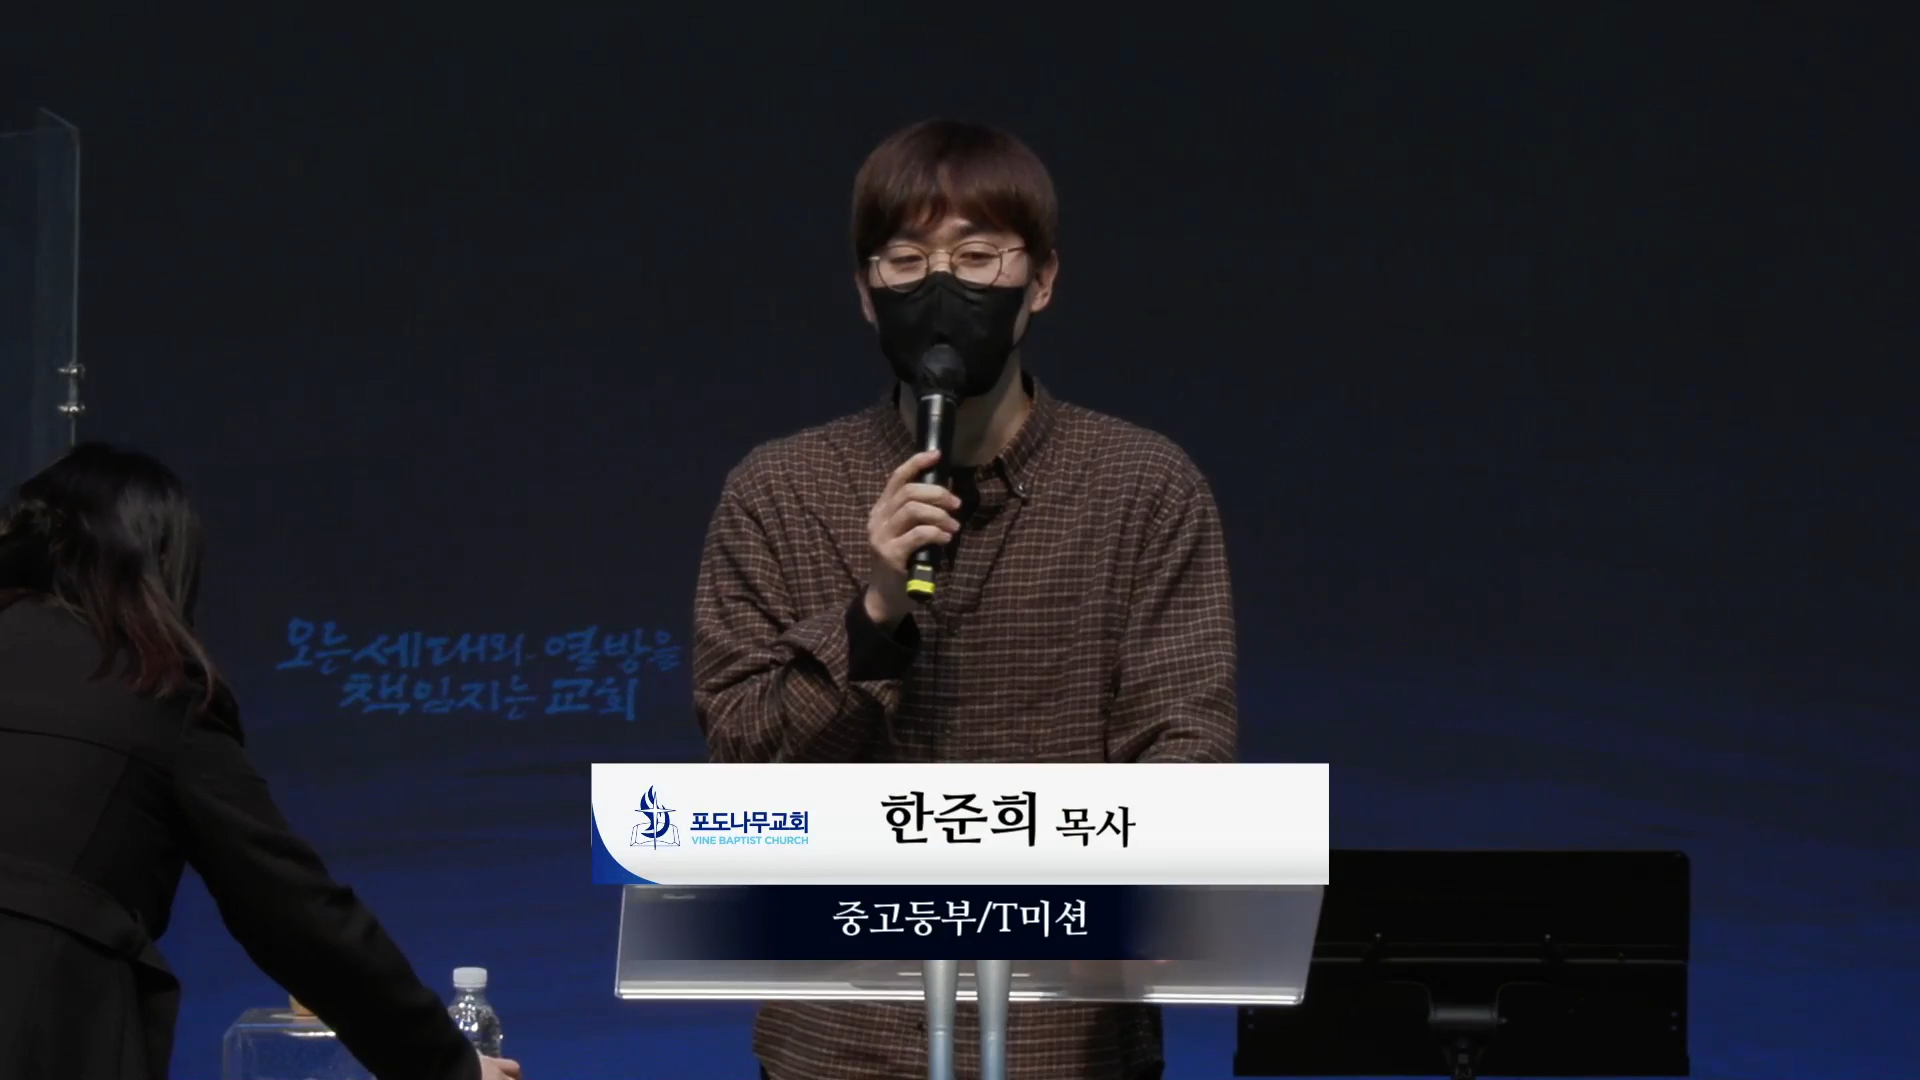 모든 세대와 열방을
책임지는 교회
포도나무교회
VINE BAPTIST CHURCH
한준희 목사
중고등부/T미션